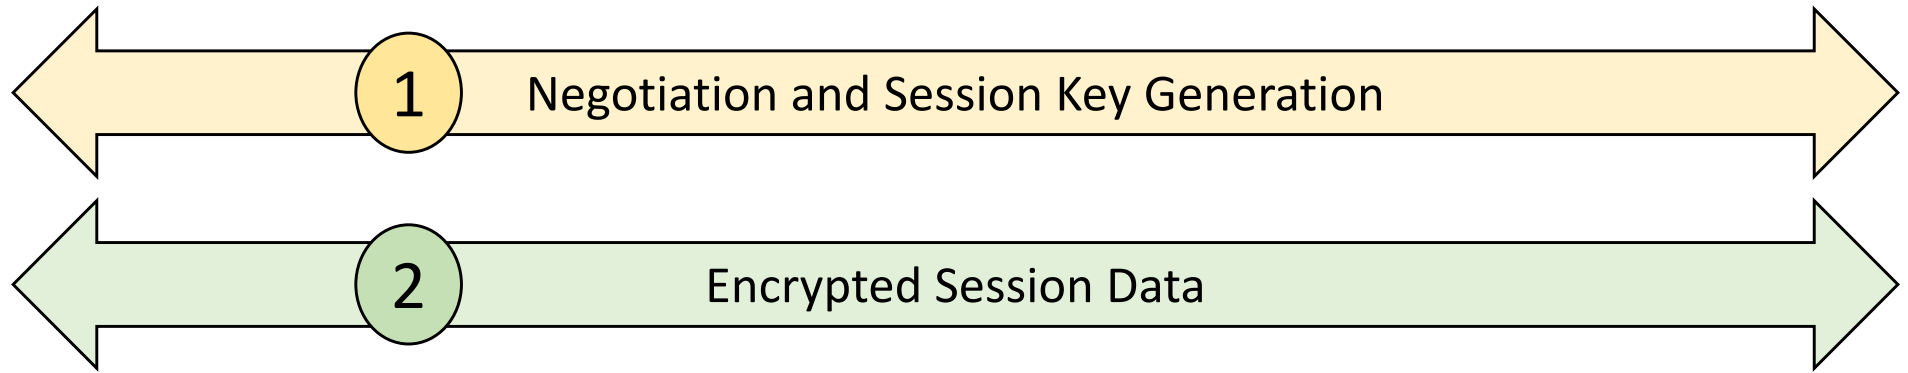 1 Negotiation and Session Key Generation
2 Encrypted Session Data